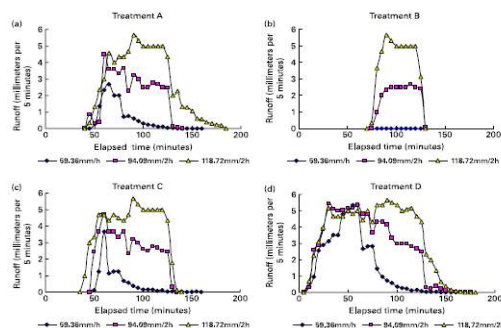 Treatment A
(a)
6
5
4
3
2
1
0
Runoff (millimeters per
5 minutes)
0 50 100 150 200
Elapsed time (minutes)
59.36mm/h 94.09mm/2h 118.72mm/2h
Treatment B
(b)
6
5
4
3
2
1
0
Runoff (millimeters per
5 minutes)
0 50 100 150 200
Elapsed time (minutes)
59.36mm/h 94.09mm/2h 118.72mm/2h
Treatment C
(c)
6
5
4
3
2
1
0
Runoff (millimeters per
5 minutes)
0 50 100 150 200
Elapsed time (minutes)
59.36mm/h 94.09mm/2h 118.72mm/2h
Treatment D
(d)
6
5
4
3
2
1
0
Runoff (millimeters per
5 minutes)
0 50 100 150 200
Elapsed time (minutes)
59.36mm/h 94.09mm/2h 118.72mm/2h